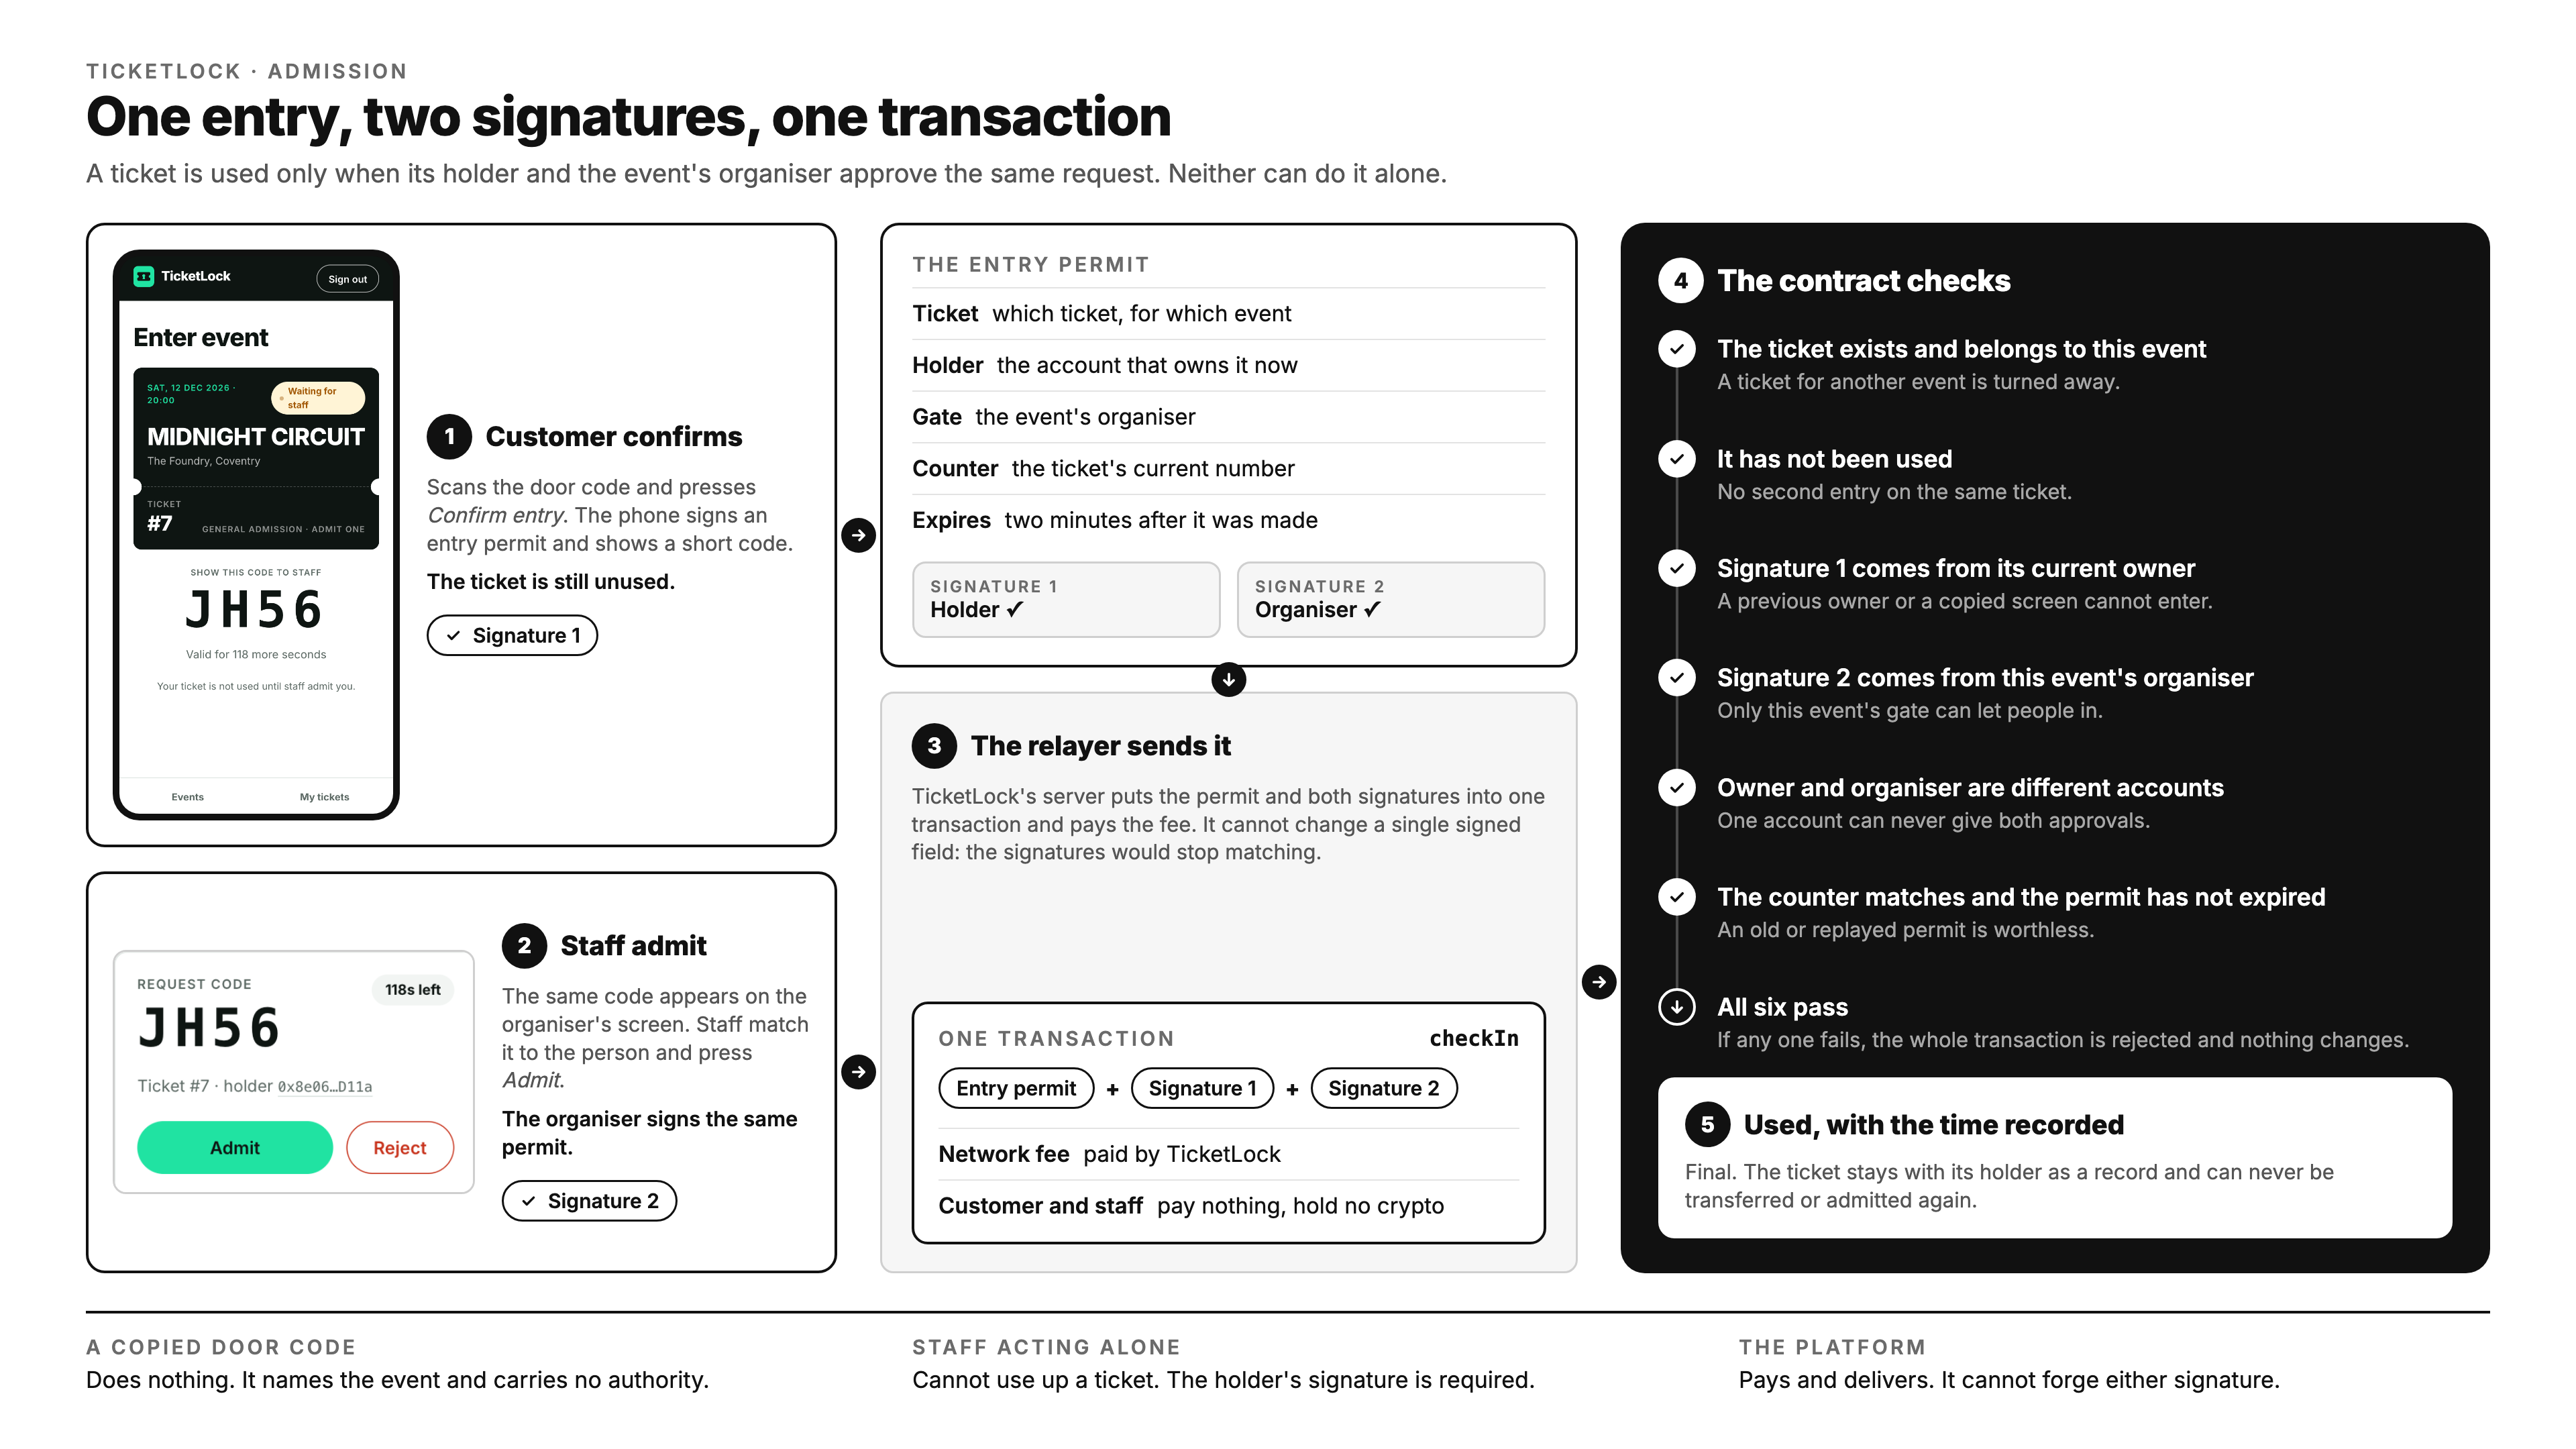 TICKETLOCK · ADMISSION
One entry, two signatures, one transaction
A ticket is used only when its holder and the event's organiser approve the same request. Neither can do it alone.
TicketLock
Sign out
Enter event
SAT, 12 DEC 2026 ·
20:00
Waiting for
staff
MIDNIGHT CIRCUIT
The Foundry, Coventry
TICKET
#7
GENERAL ADMISSION · ADMIT ONE
SHOW THIS CODE TO STAFF
JH56
Valid for 118 more seconds
Your ticket is not used until staff admit you.
Events
My tickets
1 Customer confirms
Scans the door code and presses
Confirm entry. The phone signs an
entry permit and shows a short code.
The ticket is still unused.
✓ Signature 1
REQUEST CODE
118s left
JH56
Ticket #7 · holder 0x8e06…D11a
Admit
Reject
2 Staff admit
The same code appears on the
organiser's screen. Staff match
it to the person and press
Admit.
The organiser signs the same
permit.
✓ Signature 2
THE ENTRY PERMIT
Ticket which ticket, for which event
Holder the account that owns it now
Gate the event's organiser
Counter the ticket's current number
Expires two minutes after it was made
SIGNATURE 1
Holder ✓
SIGNATURE 2
Organiser ✓
3 The relayer sends it
TicketLock's server puts the permit and both signatures into one
transaction and pays the fee. It cannot change a single signed
field: the signatures would stop matching.
ONE TRANSACTION
checkIn
Entry permit + Signature 1 + Signature 2
Network fee paid by TicketLock
Customer and staff pay nothing, hold no crypto
4 The contract checks
The ticket exists and belongs to this event
A ticket for another event is turned away.
It has not been used
No second entry on the same ticket.
Signature 1 comes from its current owner
A previous owner or a copied screen cannot enter.
Signature 2 comes from this event's organiser
Only this event's gate can let people in.
Owner and organiser are different accounts
One account can never give both approvals.
The counter matches and the permit has not expired
An old or replayed permit is worthless.
All six pass
If any one fails, the whole transaction is rejected and nothing changes.
5 Used, with the time recorded
Final. The ticket stays with its holder as a record and can never be
transferred or admitted again.
A COPIED DOOR CODE
Does nothing. It names the event and carries no authority.
STAFF ACTING ALONE
Cannot use up a ticket. The holder's signature is required.
THE PLATFORM
Pays and delivers. It cannot forge either signature.